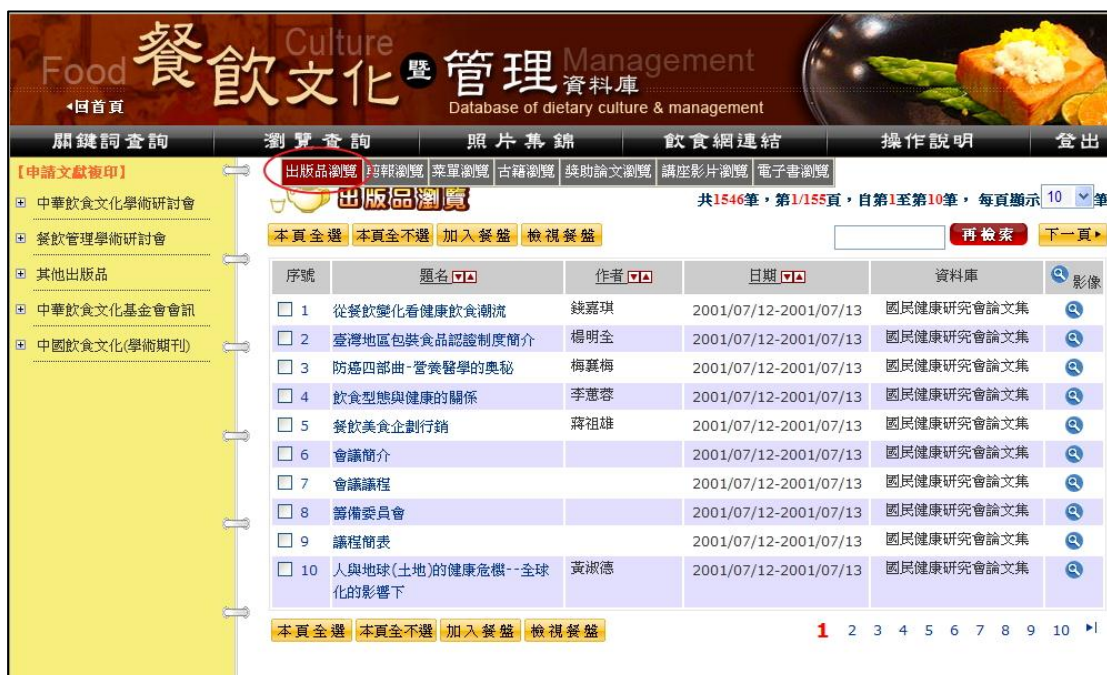 Food 餐飲 Culture 文化 暨 管理 Management 資料庫
Database of dietary culture & management
回首頁
關鍵詞查詢 瀏覽查詢 照片集錦 飲食網連結 操作說明 登出
【申請文獻複印】
中華飲食文化學術研討會
餐飲管理學術研討會
其他出版品
中華飲食文化基金會會訊
中國飲食文化(學術期刊)
出版品瀏覽 剪報瀏覽 菜單瀏覽 古籍瀏覽 獎助論文瀏覽 講座影片瀏覽 電子書瀏覽
出版品瀏覽 共1546筆,第1/155頁,自第1至第10筆, 每頁顯示 10 筆
本頁全選 本頁全不選 加入餐盤 檢視餐盤 再檢索 下一頁
序號 題名 作者 日期 資料庫 影像
1 從餐飲變化看健康飲食潮流 錢嘉琪 2001/07/12-2001/07/13 國民健康研究會論文集
2 臺灣地區包裝食品認證制度簡介 楊明全 2001/07/12-2001/07/13 國民健康研究會論文集
3 防癌四部曲-營養醫學的奧秘 梅襄梅 2001/07/12-2001/07/13 國民健康研究會論文集
4 飲食型態與健康的關係 李蕙蓉 2001/07/12-2001/07/13 國民健康研究會論文集
5 餐飲美食企劃行銷 蔣祖雄 2001/07/12-2001/07/13 國民健康研究會論文集
6 會議簡介 2001/07/12-2001/07/13 國民健康研究會論文集
7 會議議程 2001/07/12-2001/07/13 國民健康研究會論文集
8 籌備委員會 2001/07/12-2001/07/13 國民健康研究會論文集
9 議程簡表 2001/07/12-2001/07/13 國民健康研究會論文集
10 人與地球(土地)的健康危機--全球 黃淑德 2001/07/12-2001/07/13 國民健康研究會論文集
化的影響下
本頁全選 本頁全不選 加入餐盤 檢視餐盤 1 2 3 4 5 6 7 8 9 10